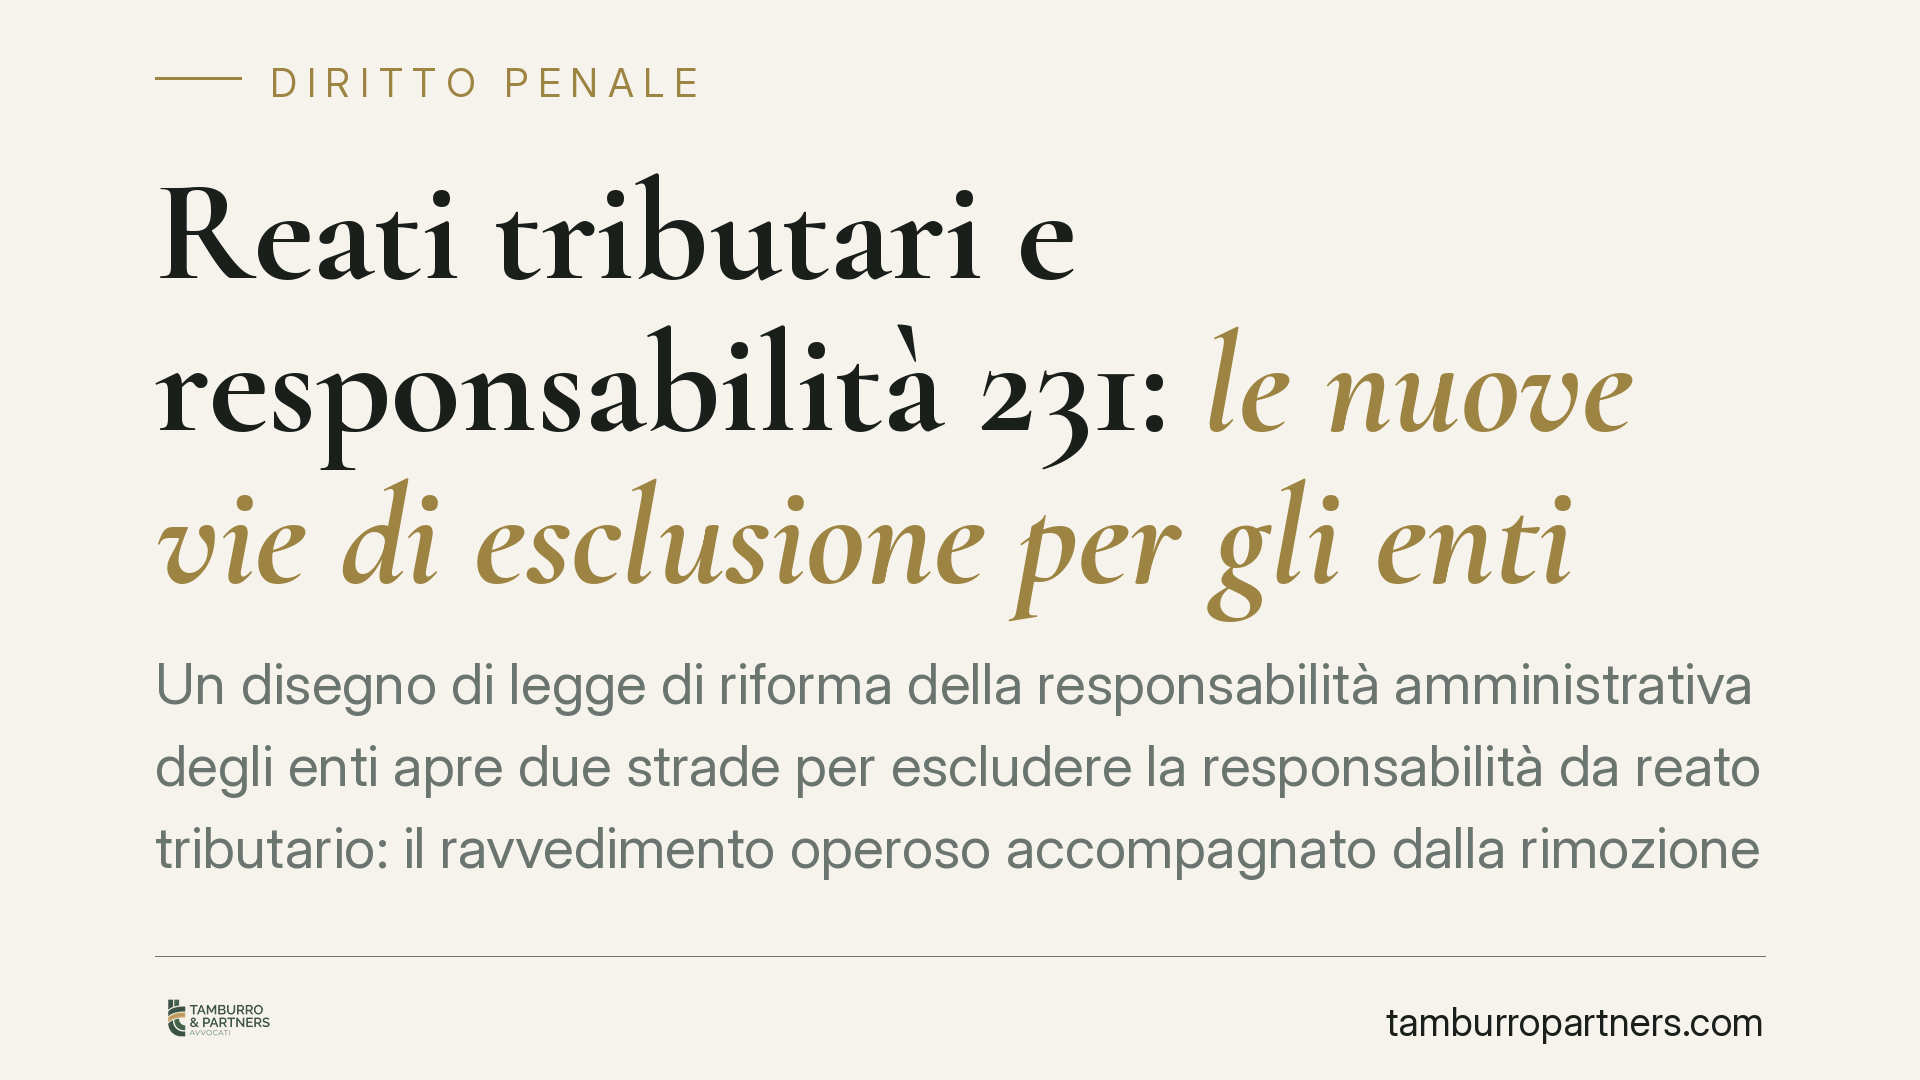 DIRITTO PENALE
Reati tributari e
responsabilità 231: le nuove
vie di esclusione per gli enti
Un disegno di legge di riforma della responsabilità amministrativa
degli enti apre due strade per escludere la responsabilità da reato
tributario: il ravvedimento operoso accompagnato dalla rimozione
TAMBURRO
& PARTNERS
AVVOCATI
tamburropartners.com